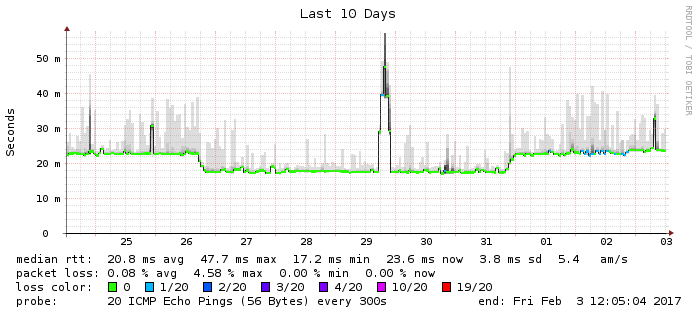 Last 10 Days
RRDTOOL / TOBI OETIKER
Seconds
50 m
40 m
30 m
20 m
10 m
0
25 26 27 28 29 30 31 01 02 03
median rtt: 20.8 ms avg 47.7 ms max 17.2 ms min 23.6 ms now 3.8 ms sd 5.4 am/s
packet loss: 0.08 % avg 4.58 % max 0.00 % min 0.00 % now
loss color: 0 1/20 2/20 3/20 4/20 10/20 19/20
probe: 20 ICMP Echo Pings (56 Bytes) every 300s end: Fri Feb 3 12:05:04 2017